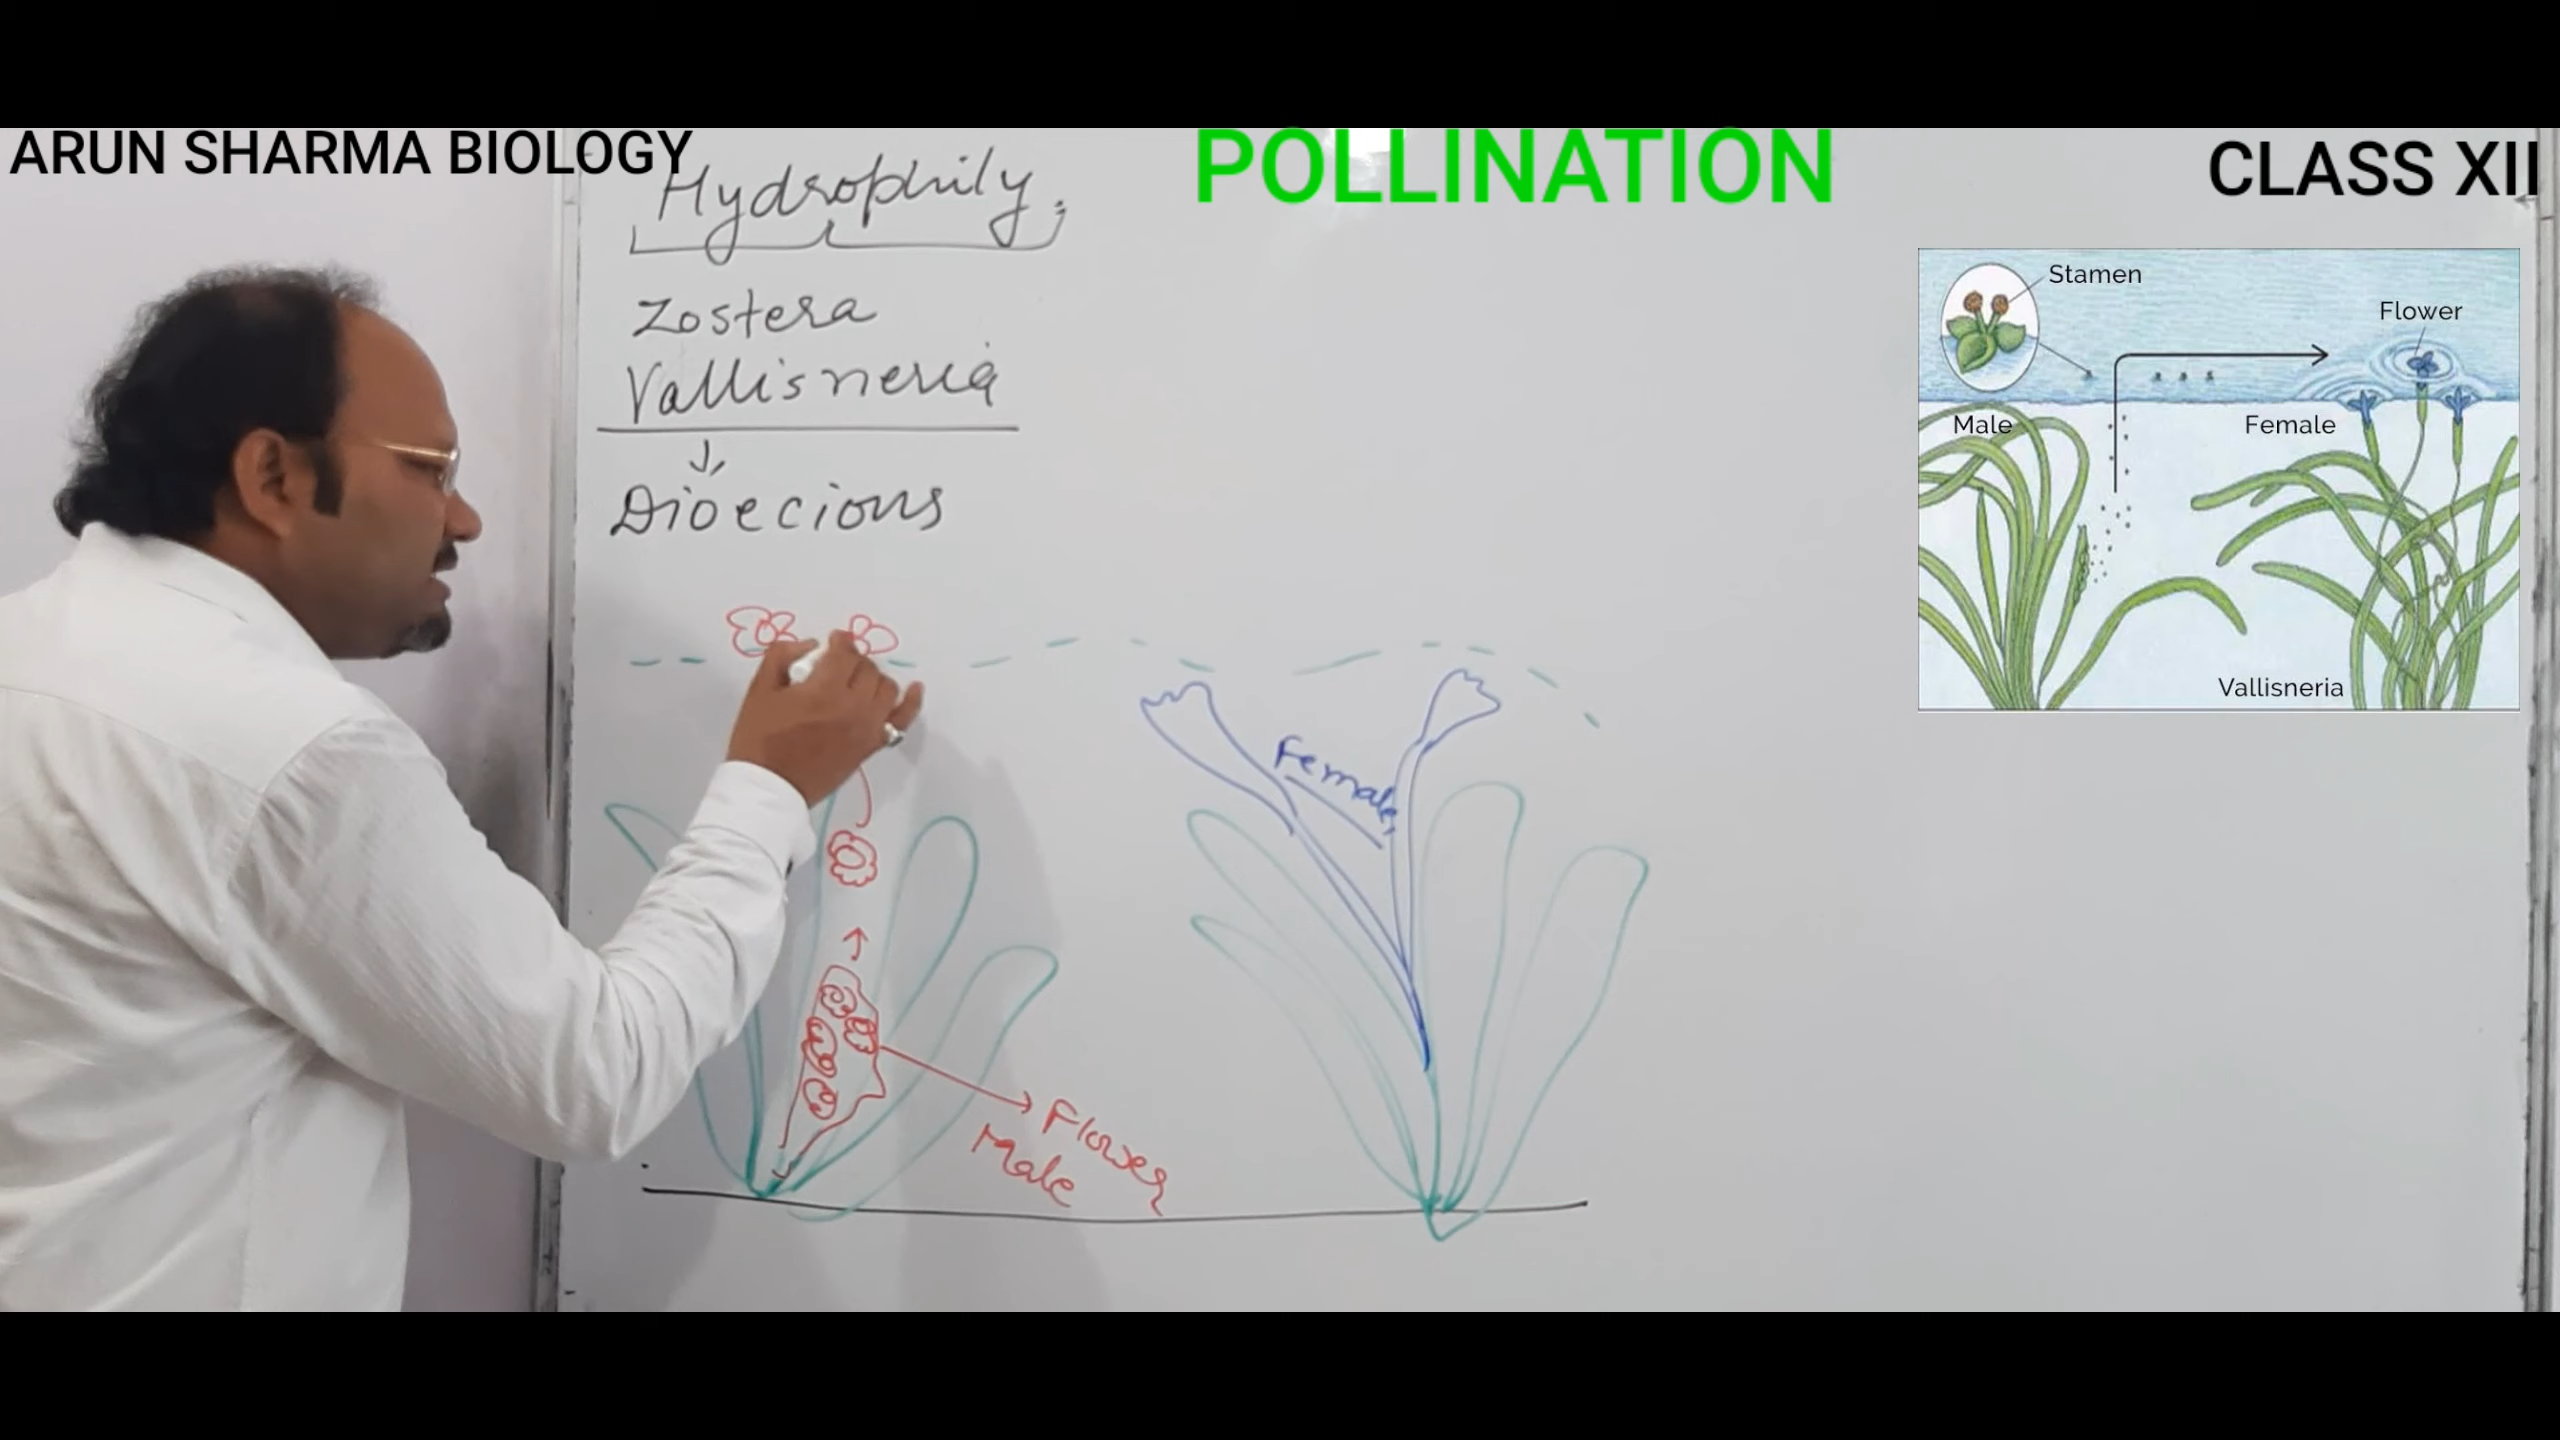 ARUN SHARMA BIOLOGY
POLLINATION
CLASS XII
Hydrophily
Zostera
Vallisneria
Dioecious
Female
Flower
Male
Stamen
Flower
Male
Female
Vallisneria